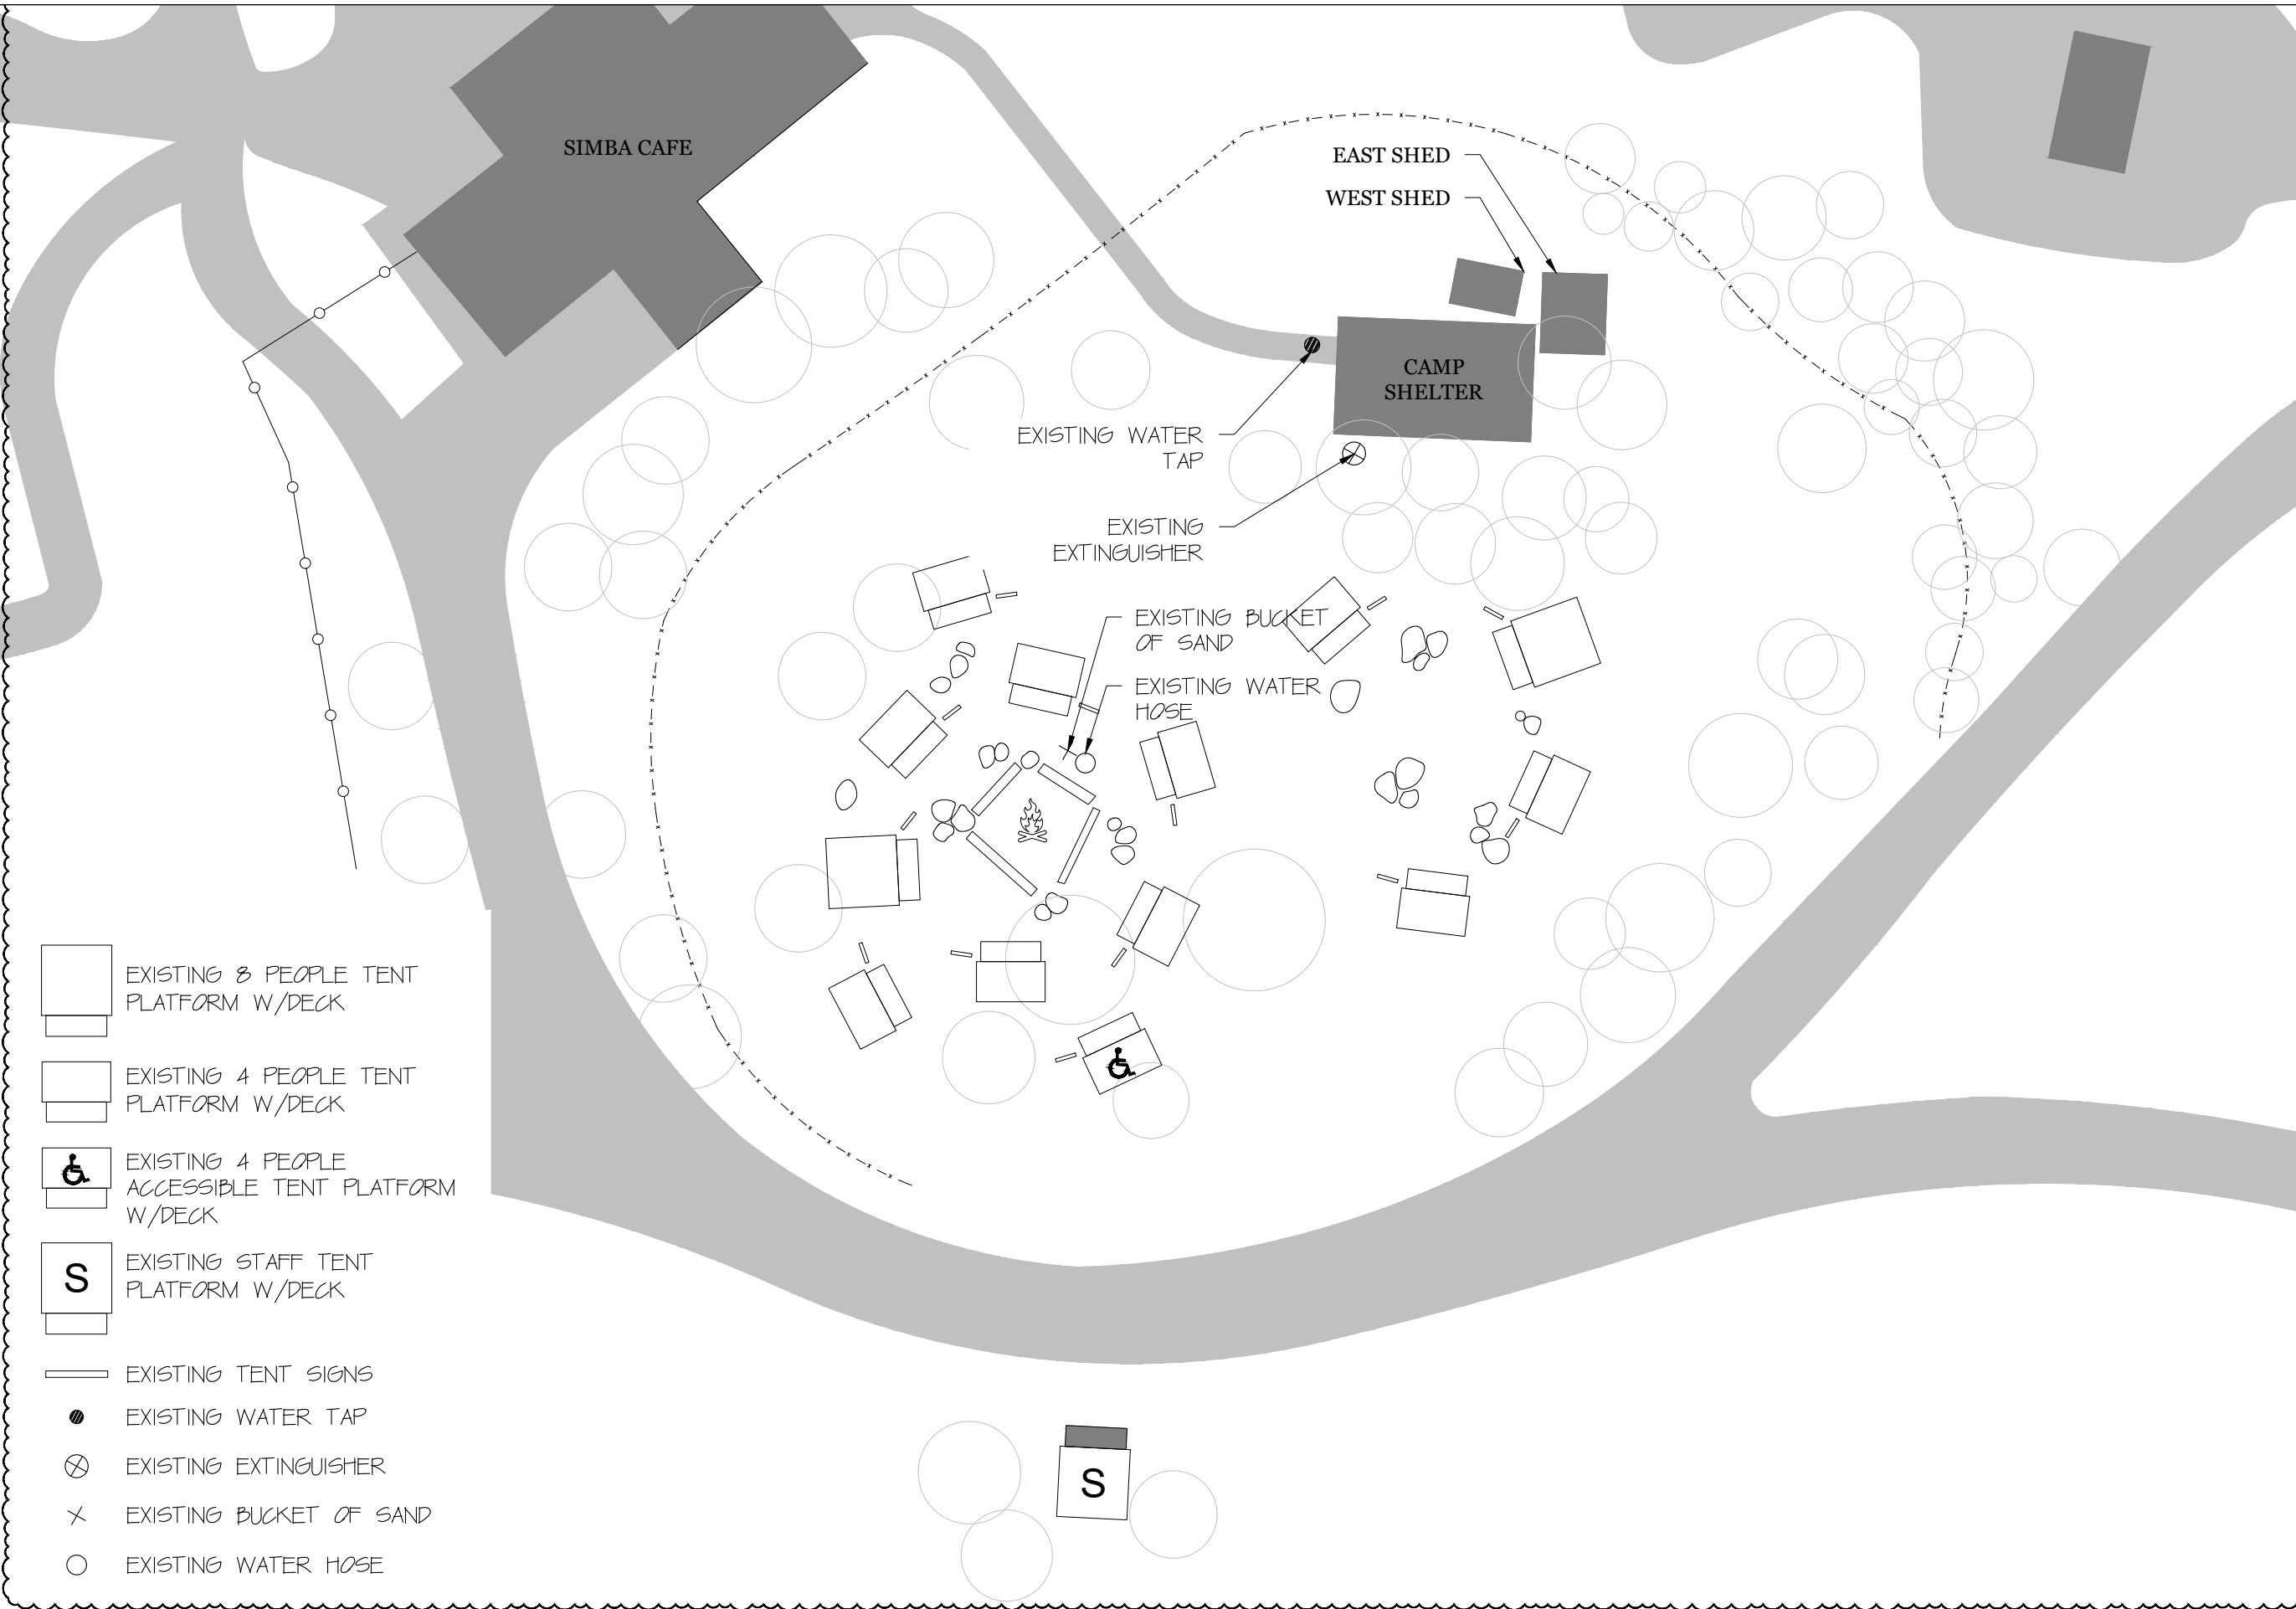 SIMBA CAFE
EAST SHED
WEST SHED
CAMP
SHELTER
EXISTING WATER
TAP
EXISTING
EXTINGUISHER
EXISTING BUCKET
OF SAND
EXISTING WATER
HOSE
EXISTING 8 PEOPLE TENT
PLATFORM W/DECK
EXISTING 4 PEOPLE TENT
PLATFORM W/DECK
EXISTING 4 PEOPLE
ACCESSIBLE TENT PLATFORM
W/DECK
S
EXISTING STAFF TENT
PLATFORM W/DECK
EXISTING TENT SIGNS
EXISTING WATER TAP
EXISTING EXTINGUISHER
EXISTING BUCKET OF SAND
EXISTING WATER HOSE
S